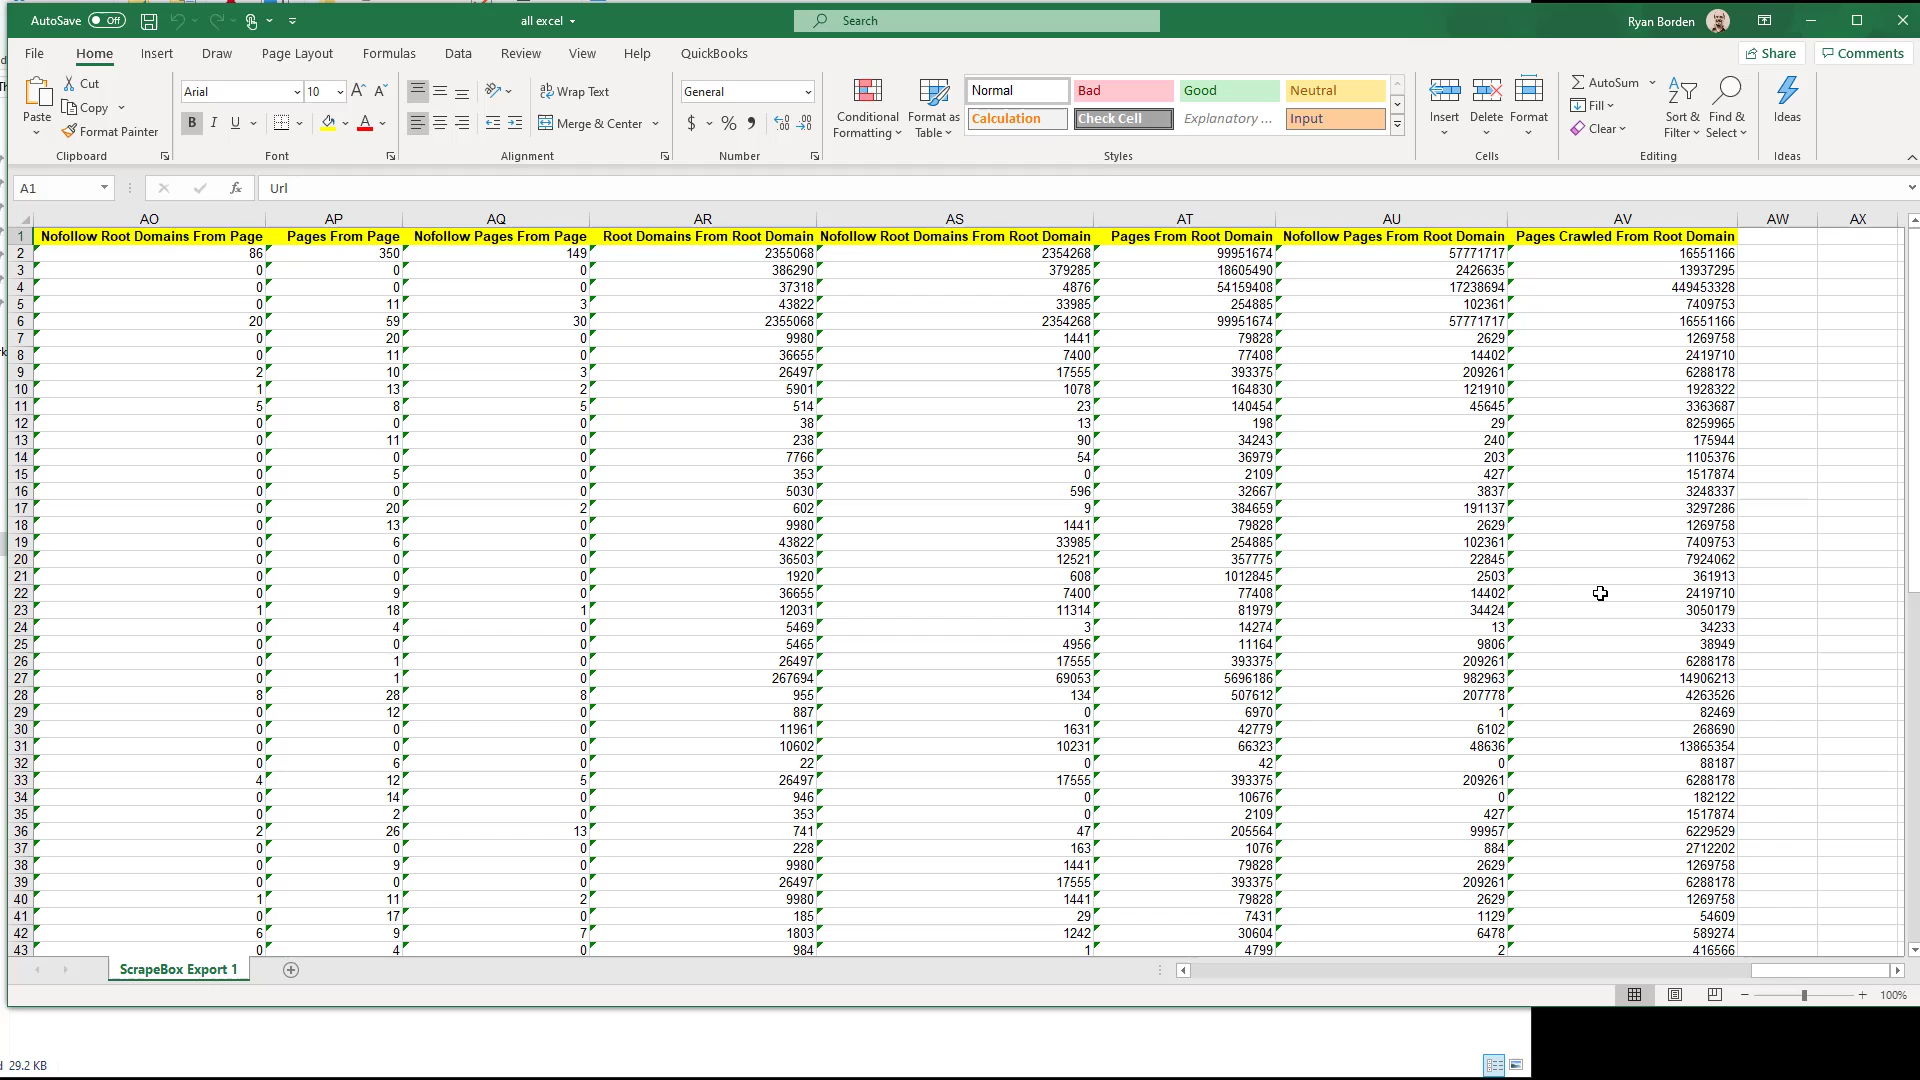 AutoSave Off all excel Search Ryan Borden
File Home Insert Draw Page Layout Formulas Data Review View Help QuickBooks Share Comments
Paste Cut Copy Format Painter
Arial 10 B I U
Wrap Text Merge & Center
General $ %
Conditional Formatting Format as Table
Normal Bad Good Neutral
Calculation Check Cell Explanatory ... Input
Insert Delete Format
AutoSum Fill Clear
Sort & Filter Find & Select Ideas
Clipboard Font Alignment Number Styles Cells Editing Ideas
A1 fx Url
AO AP AQ AR AS AT AU AV AW AX
1 Nofollow Root Domains From Page Pages From Page Nofollow Pages From Page Root Domains From Root Domain Nofollow Root Domains From Root Domain Pages From Root Domain Nofollow Pages From Root Domain Pages Crawled From Root Domain
2 86 350 149 2355068 2354268 99951674 57771717 16551166
3 0 0 0 386290 379285 18605490 2426635 13937295
4 0 0 0 37318 4876 54159408 17238694 449453328
5 0 11 3 43822 33985 254885 102361 7409753
6 20 59 30 2355068 2354268 99951674 57771717 16551166
7 0 20 0 9980 1441 79828 2629 1269758
8 0 11 0 36655 7400 77408 14402 2419710
9 2 10 3 26497 17555 393375 209261 6288178
10 1 13 2 5901 1078 164830 121910 1928322
11 5 8 5 514 23 140454 45645 3363687
12 0 0 0 38 13 198 29 8259965
13 0 11 0 238 90 34243 240 175944
14 0 0 0 7766 54 36979 203 1105376
15 0 5 0 353 0 2109 427 1517874
16 0 0 0 5030 596 32667 3837 3248337
17 0 20 2 602 9 384659 191137 3297286
18 0 13 0 9980 1441 79828 2629 1269758
19 0 6 0 43822 33985 254885 102361 7409753
20 0 0 0 36503 12521 357775 22845 7924062
21 0 0 0 1920 608 1012845 2503 361913
22 0 9 0 36655 7400 77408 14402 2419710
23 1 18 1 12031 11314 81979 34424 3050179
24 0 4 0 5469 3 14274 13 34233
25 0 0 0 5465 4956 11164 9806 38949
26 0 1 0 26497 17555 393375 209261 6288178
27 0 1 0 267694 69053 5696186 982963 14906213
28 8 28 8 955 134 507612 207778 4263526
29 0 12 0 887 0 6970 1 82469
30 0 0 0 11961 1631 42779 6102 268690
31 0 0 0 10602 10231 66323 48636 13865354
32 0 6 0 22 0 42 0 88187
33 4 12 5 26497 17555 393375 209261 6288178
34 0 14 0 946 0 10676 0 182122
35 0 2 0 353 0 2109 427 1517874
36 2 26 13 741 47 205564 99957 6229529
37 0 0 0 228 163 1076 884 2712202
38 0 9 0 9980 1441 79828 2629 1269758
39 0 0 0 26497 17555 393375 209261 6288178
40 1 11 2 9980 1441 79828 2629 1269758
41 0 17 0 185 29 7431 1129 54609
42 6 9 7 1803 1242 30604 6478 589274
43 0 4 0 984 1 4799 2 416566
ScrapeBox Export 1
100%
29.2 KB